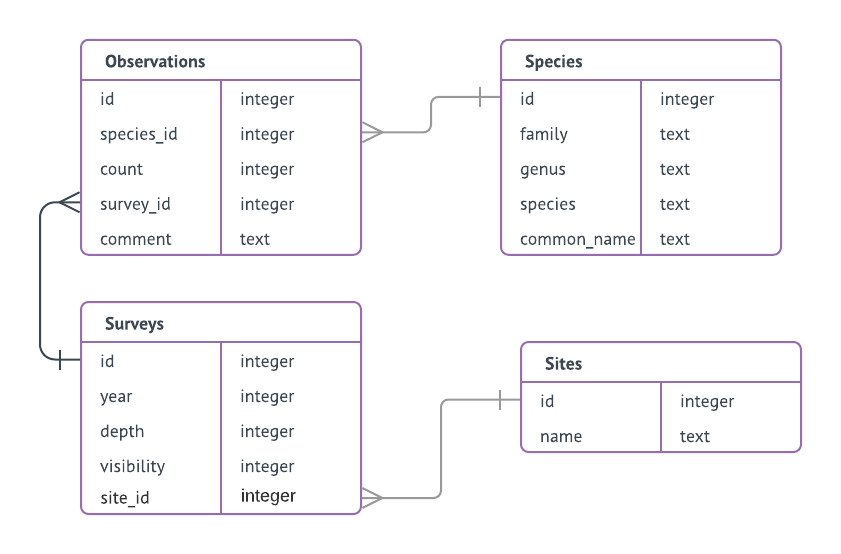 Observations
id integer
species_id integer
count integer
survey_id integer
comment text
Species
id integer
family text
genus text
species text
common_name text
Surveys
id integer
year integer
depth integer
visibility integer
site_id integer
Sites
id integer
name text